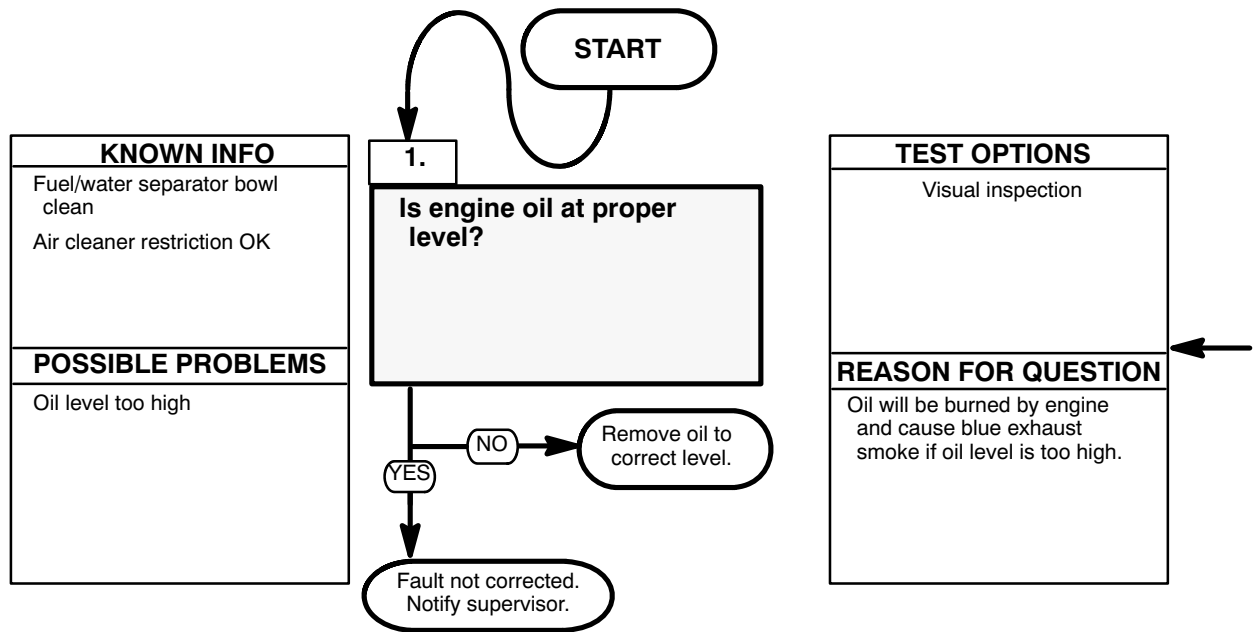 START
KNOWN INFO
Fuel/water separator bowl
clean
Air cleaner restriction OK
POSSIBLE PROBLEMS
Oil level too high
1.
Is engine oil at proper
level?
NO
Remove oil to
correct level.
YES
Fault not corrected.
Notify supervisor.
TEST OPTIONS
Visual inspection
REASON FOR QUESTION
Oil will be burned by engine
and cause blue exhaust
smoke if oil level is too high.